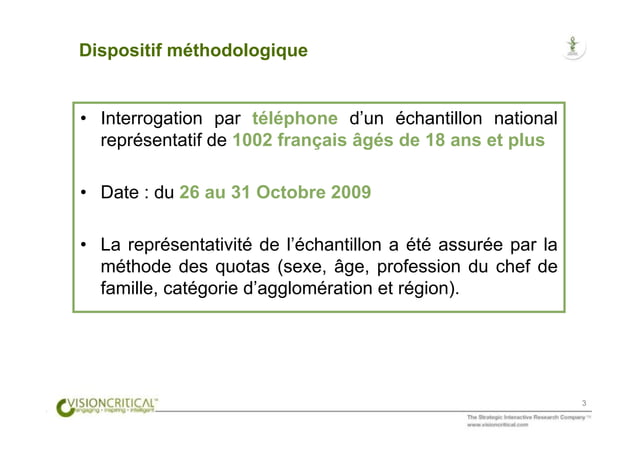 Dispositif méthodologique
• Interrogation par téléphone d’un échantillon national
représentatif de 1002 français âgés de 18 ans et plus
• Date : du 26 au 31 Octobre 2009
• La représentativité de l’échantillon a été assurée par la
méthode des quotas (sexe, âge, profession du chef de
famille, catégorie d’agglomération et région).
3
VISIONCRITICAL™
engaging • inspiring • intelligent
The Strategic Interactive Research Company™
www.visioncritical.com